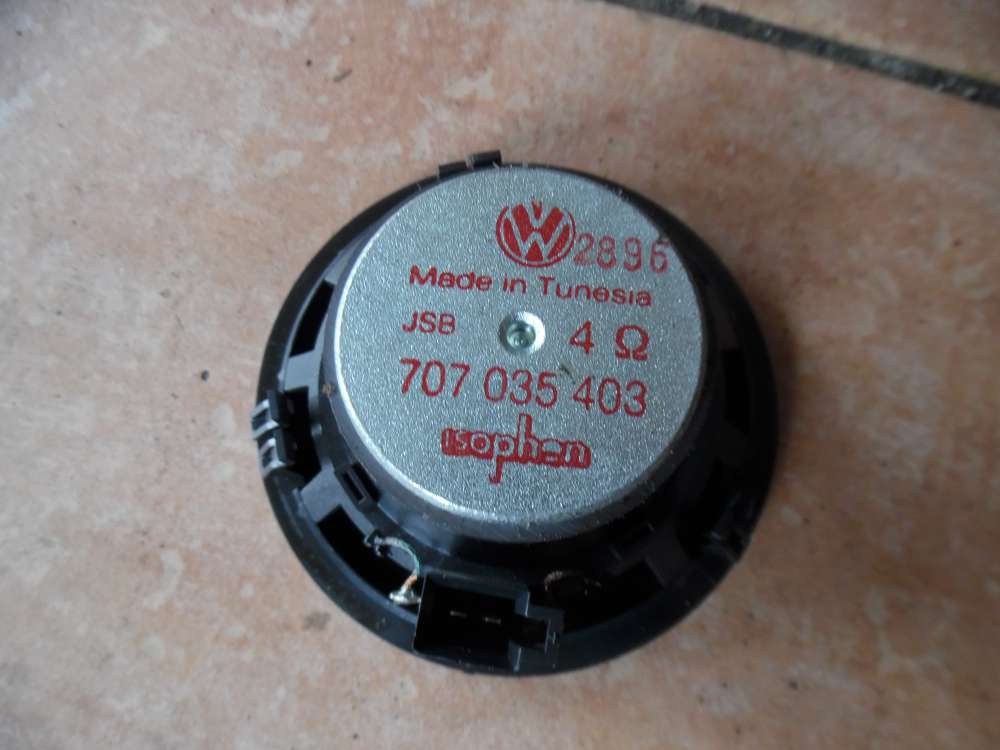 VW 2896
Made in Tunesia
JSB 4 Ω
707 035 403
isophon